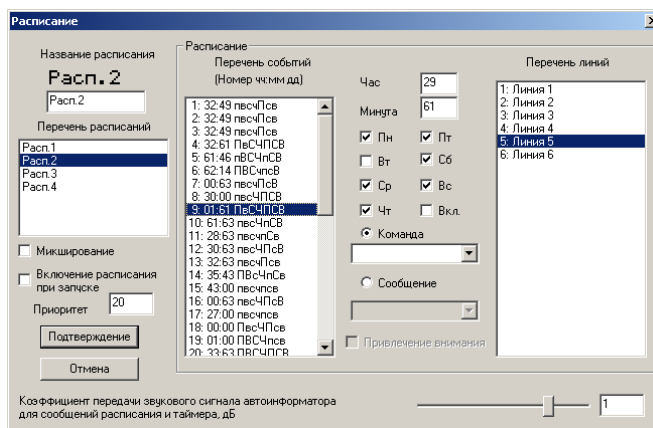 Расписание
Название расписания
Расп.2
Расп.2
Перечень расписаний
Расп.1
Расп.2
Расп.3
Расп.4
Микширование
Включение расписания
при запуске
Приоритет
20
Подтверждение
Отмена
Расписание
Перечень событий
(Номер чч:мм дд)
1: 32:49 пвсчПсв
2: 32:49 пвсчпсв
3: 32:49 пвсчпсв
4: 32:61 ПвСЧПСВ
5: 61:46 пВСЧпСВ
6: 62:14 ПВСчпсВ
7: 00:63 пвсчпсВ
8: 30:00 пвсЧПСВ
9: 01:61 ПвСЧПСВ
10: 61:63 пвсЧпСВ
11: 28:63 пвсчпСв
12: 30:63 пвсЧПсВ
13: 32:63 пвсЧПсв
14: 35:43 ПВсЧпСв
15: 43:00 пвсчпсв
16: 00:63 пвсЧПсВ
17: 27:00 пвсчпсв
18: 00:00 ПвсЧПсв
19: 01:00 ПВСЧПСВ
20: 33:63 ПВСЧПСВ
Час
29
Минута
61
Пн
Пт
Вт
Сб
Ср
Вс
Чт
Вкл.
Команда
Сообщение
Привлечение внимания
Перечень линий
1: Линия 1
2: Линия 2
3: Линия 3
4: Линия 4
5: Линия 5
6: Линия 6
Коэффициент передачи звукового сигнала автоинформатора
для сообщений расписания и таймера, дБ
1